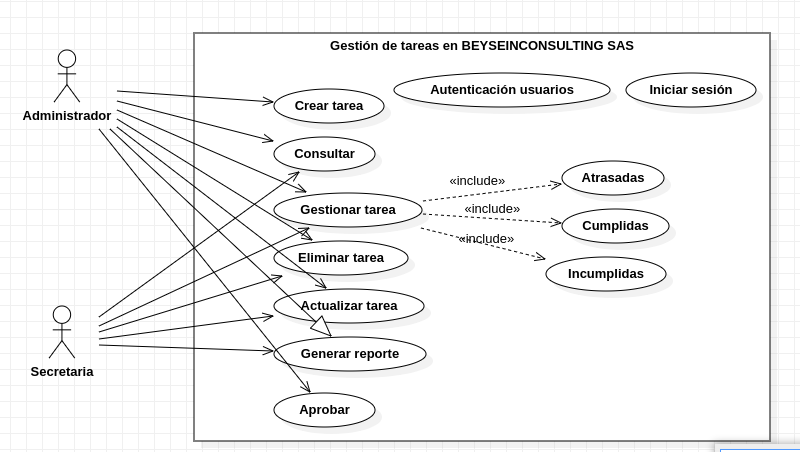 Gestión de tareas en BEYSEINCONSULTING SAS
Autenticación usuarios
Iniciar sesión
Crear tarea
Administrador
Consultar
Atrasadas
«include»
Gestionar tarea
«include»
Cumplidas
«include»
Eliminar tarea
Incumplidas
Actualizar tarea
Generar reporte
Secretaria
Aprobar